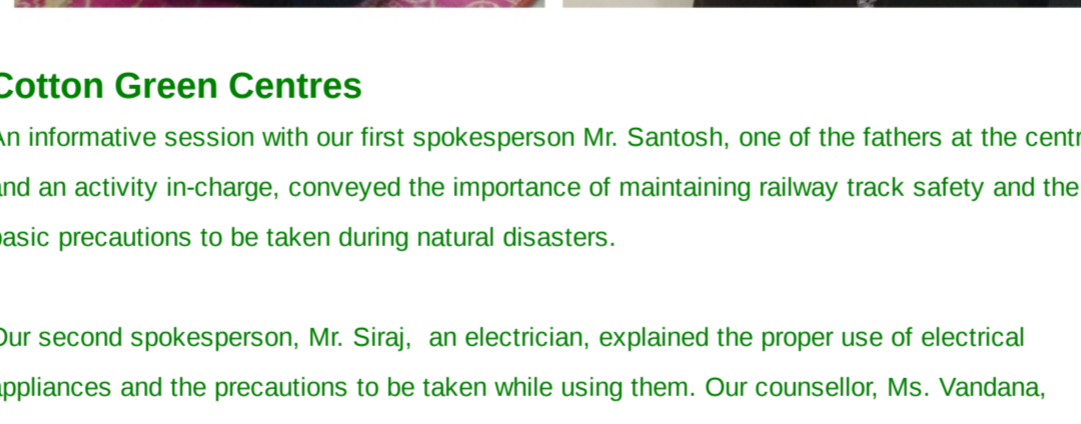 Cotton Green Centres
An informative session with our first spokesperson Mr. Santosh, one of the fathers at the centr
and an activity in-charge, conveyed the importance of maintaining railway track safety and the
basic precautions to be taken during natural disasters.
Our second spokesperson, Mr. Siraj, an electrician, explained the proper use of electrical
appliances and the precautions to be taken while using them. Our counsellor, Ms. Vandana,